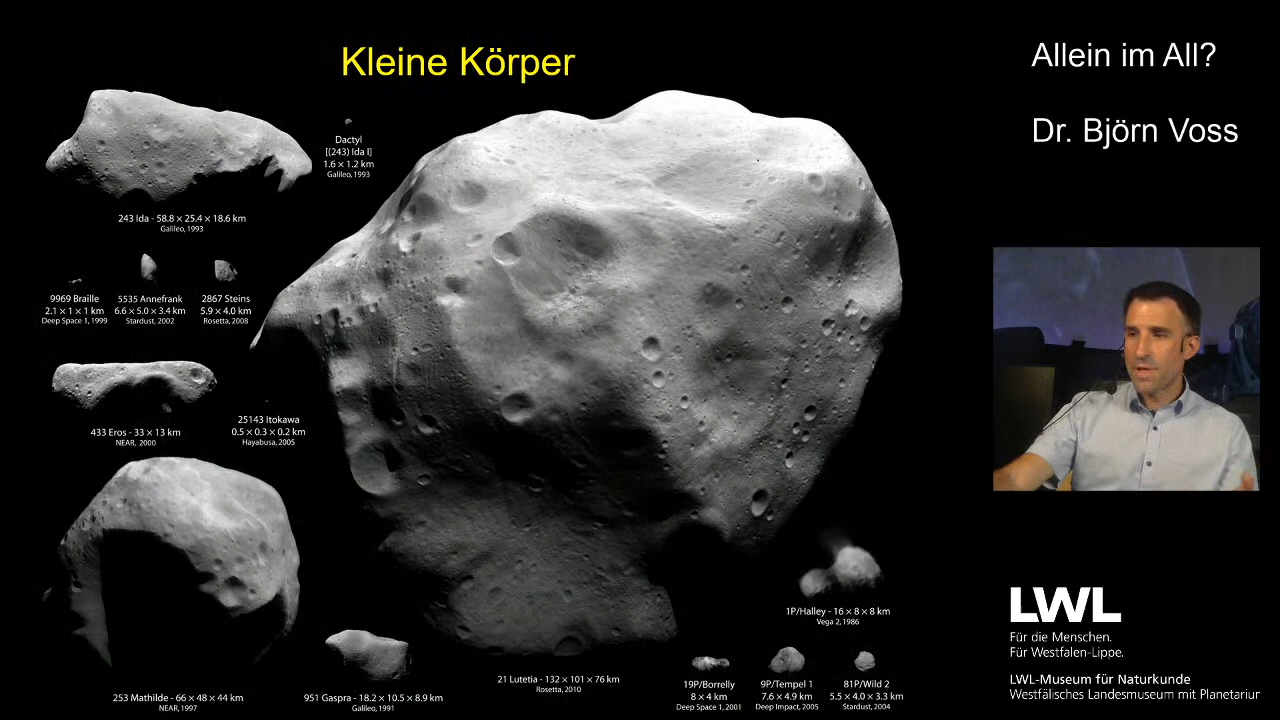 Kleine Körper
Allein im All?
Dr. Björn Voss
Dactyl
[(243) Ida I]
1.6 × 1.2 km
Galileo, 1993
243 Ida - 58.8 × 25.4 × 18.6 km
Galileo, 1993
9969 Braille
2.1 × 1 × 1 km
Deep Space 1, 1999
5535 Annefrank
6.6 × 5.0 × 3.4 km
Stardust, 2002
2867 Steins
5.9 × 4.0 km
Rosetta, 2008
433 Eros - 33 × 13 km
NEAR, 2000
25143 Itokawa
0.5 × 0.3 × 0.2 km
Hayabusa, 2005
253 Mathilde - 66 × 48 × 44 km
NEAR, 1997
951 Gaspra - 18.2 × 10.5 × 8.9 km
Galileo, 1991
21 Lutetia - 132 × 101 × 76 km
Rosetta, 2010
1P/Halley - 16 × 8 × 8 km
Vega 2, 1986
19P/Borrelly
8 × 4 km
Deep Space 1, 2001
9P/Tempel 1
7.6 × 4.9 km
Deep Impact, 2005
81P/Wild 2
5.5 × 4.0 × 3.3 km
Stardust, 2004
LWL
Für die Menschen.
Für Westfalen-Lippe.
LWL-Museum für Naturkunde
Westfälisches Landesmuseum mit Planetarium